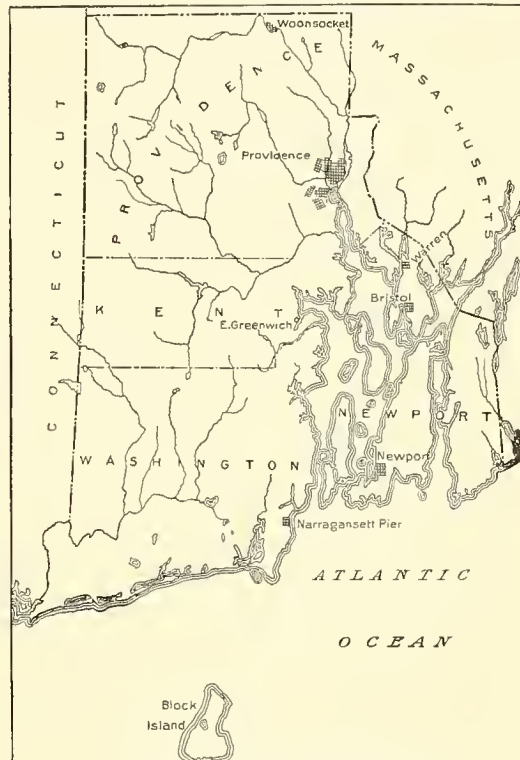 Woonsocket
PROVIDENCE
MASSACHUSETTS
CONNECTICUT
Providence
Warren
Bristol
KENT
E. Greenwich
NEWPORT
Newport
WASHINGTON
Narragansett Pier
ATLANTIC
OCEAN
Block
Island